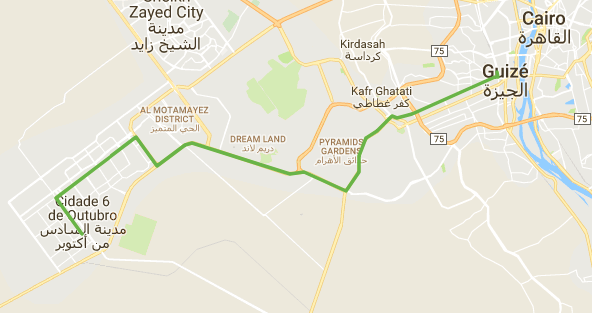 Zayed City
مدينة
الشيخ زايد
Cairo
القاهرة
Kirdasah
كرداسة
75
Guizé
الجيزة
75
Kafr Ghatati
كفر غطاطي
AL MOTAMAYEZ
DISTRICT
الحي المتميز
75
75
DREAM LAND
دريم لاند
PYRAMIDS
GARDENS
حدائق الأهرام
Cidade 6
de Outubro
مدينة السادس
من أكتوبر